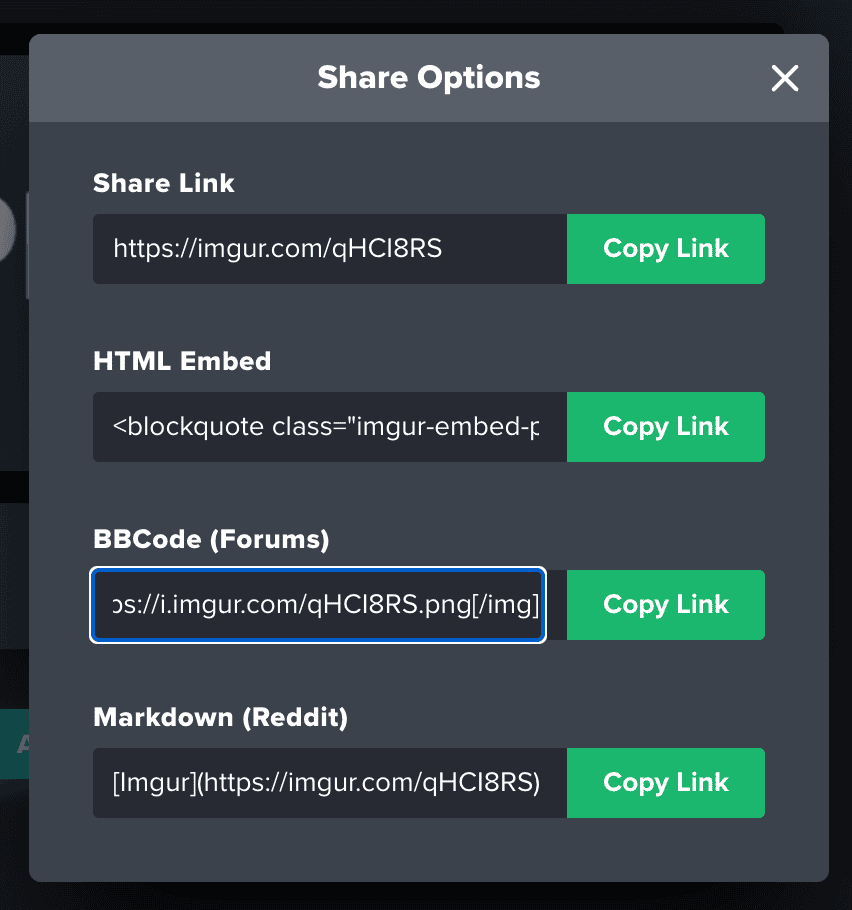 Share Options
Share Link
https://imgur.com/qHCI8RS
Copy Link
HTML Embed
<blockquote class="imgur-embed-p
Copy Link
BBCode (Forums)
ps://i.imgur.com/qHCI8RS.png[/img]
Copy Link
Markdown (Reddit)
[Imgur](https://imgur.com/qHCI8RS)
Copy Link